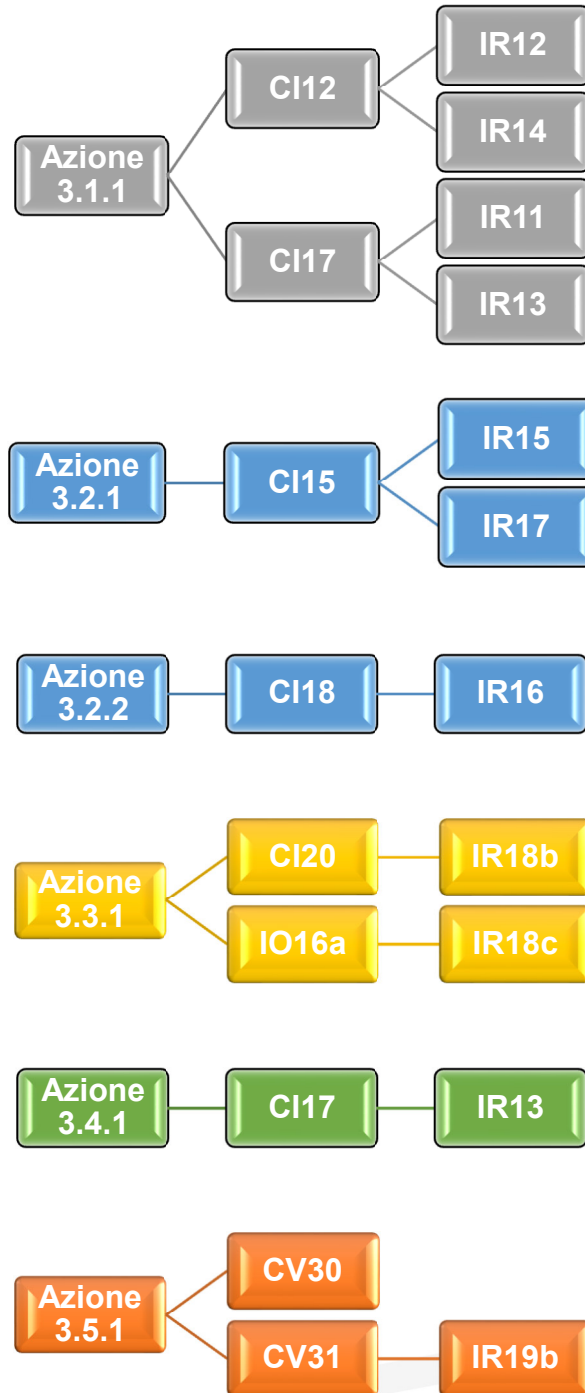 IR12
CI12
IR14
Azione
3.1.1
IR11
CI17
IR13
IR15
Azione
3.2.1
CI15
IR17
Azione
3.2.2
CI18
IR16
CI20
IR18b
Azione
3.3.1
IO16a
IR18c
Azione
3.4.1
CI17
IR13
CV30
Azione
3.5.1
CV31
IR19b